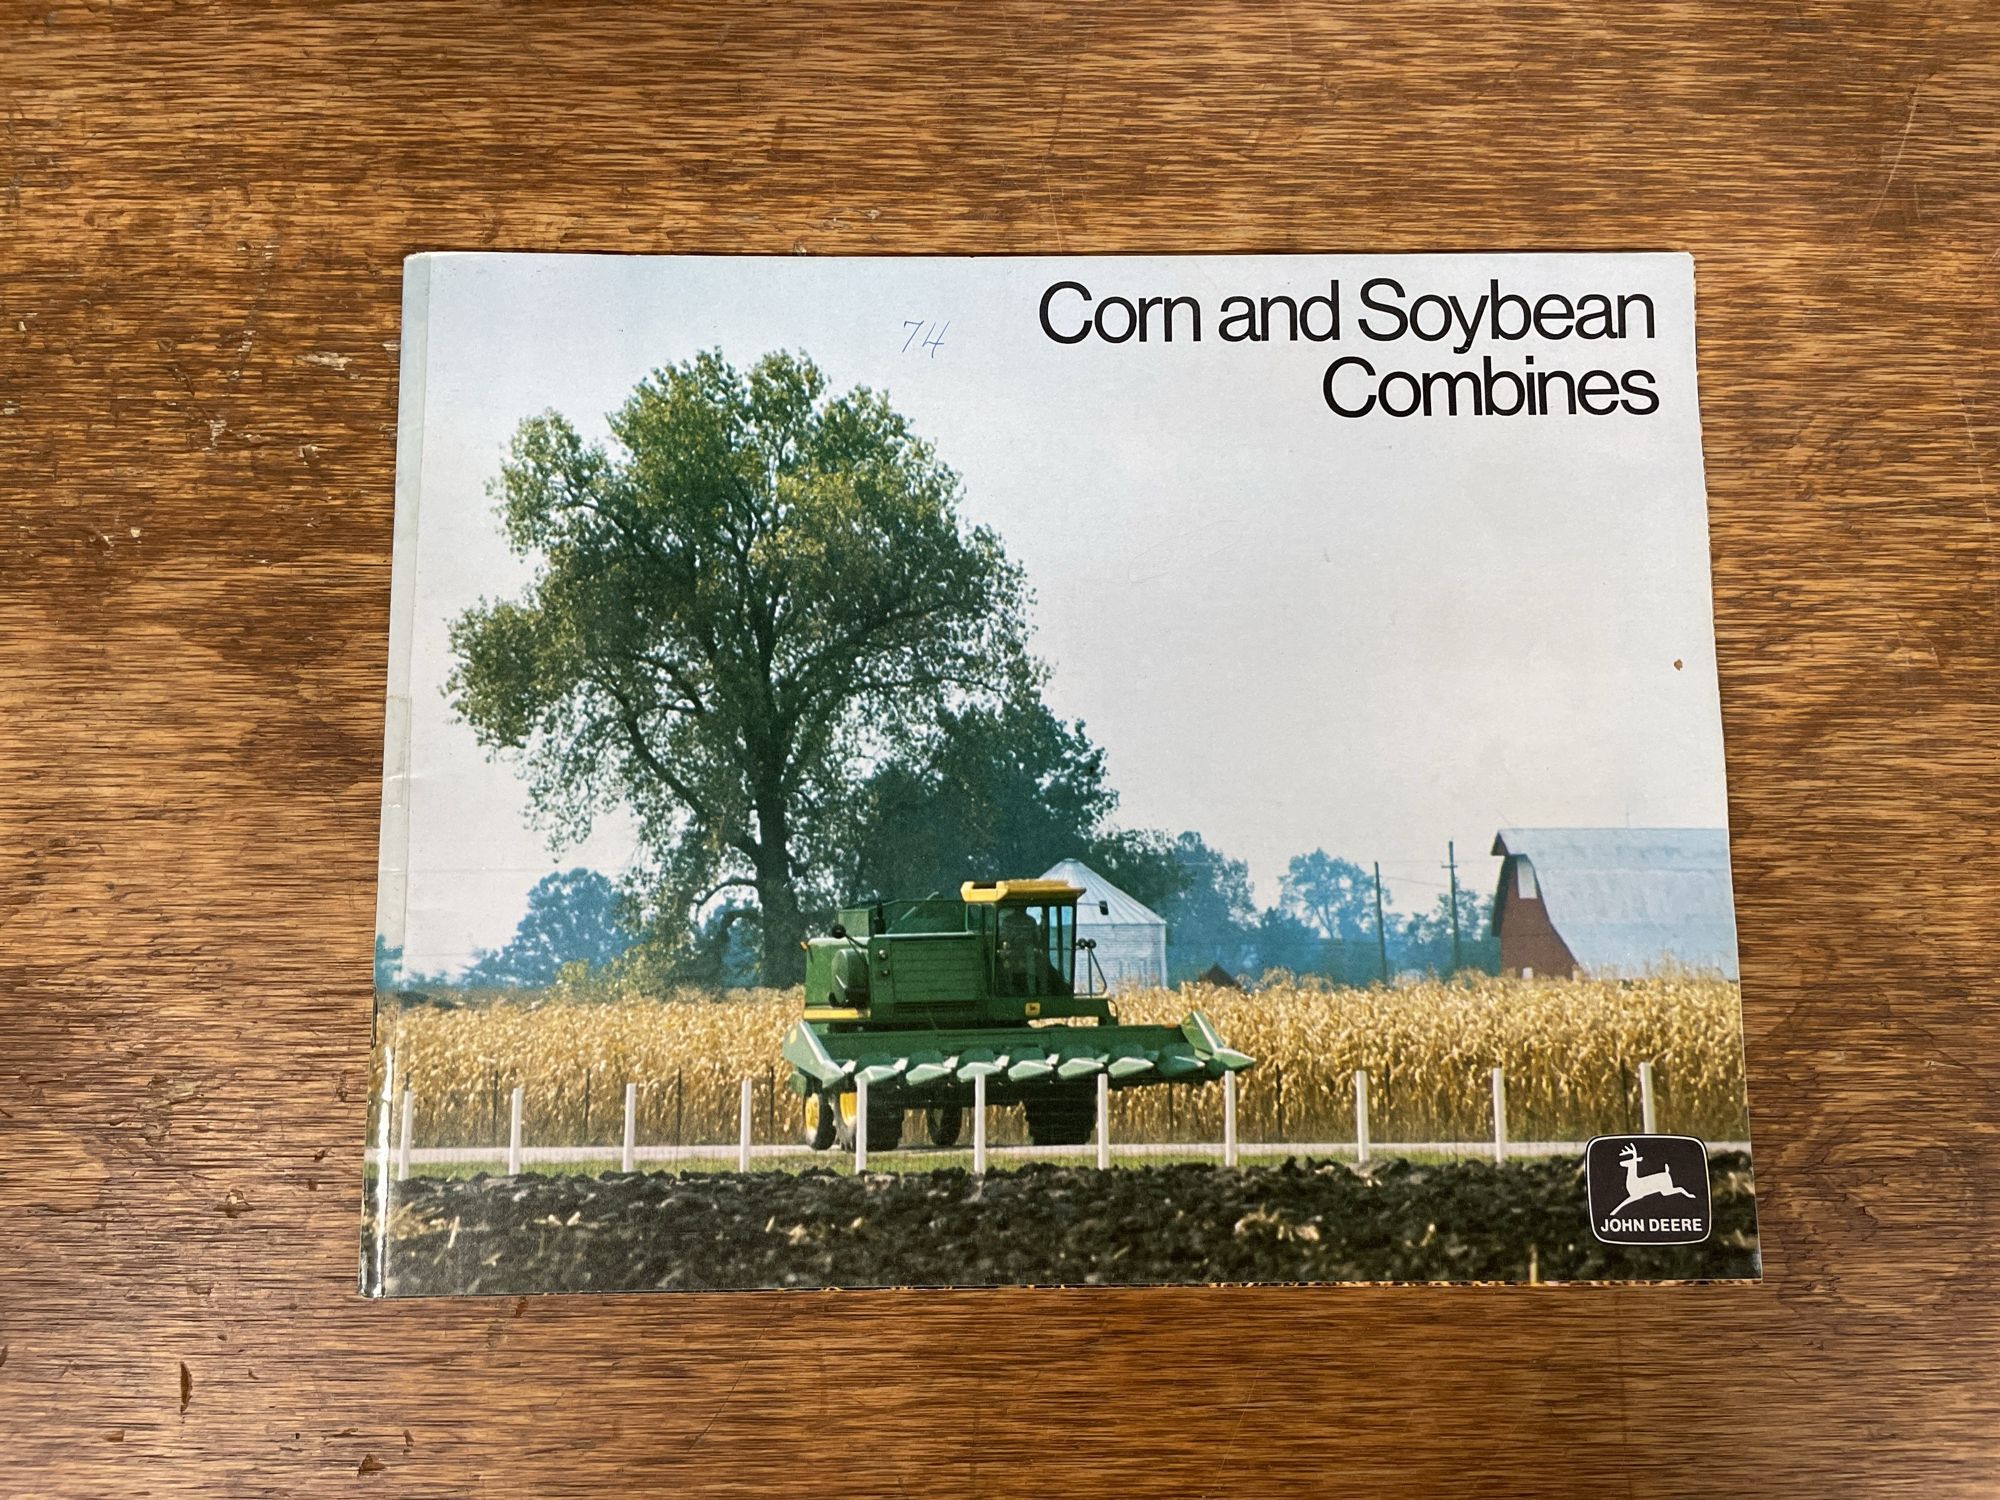 74
Corn and Soybean
Combines
JOHN DEERE